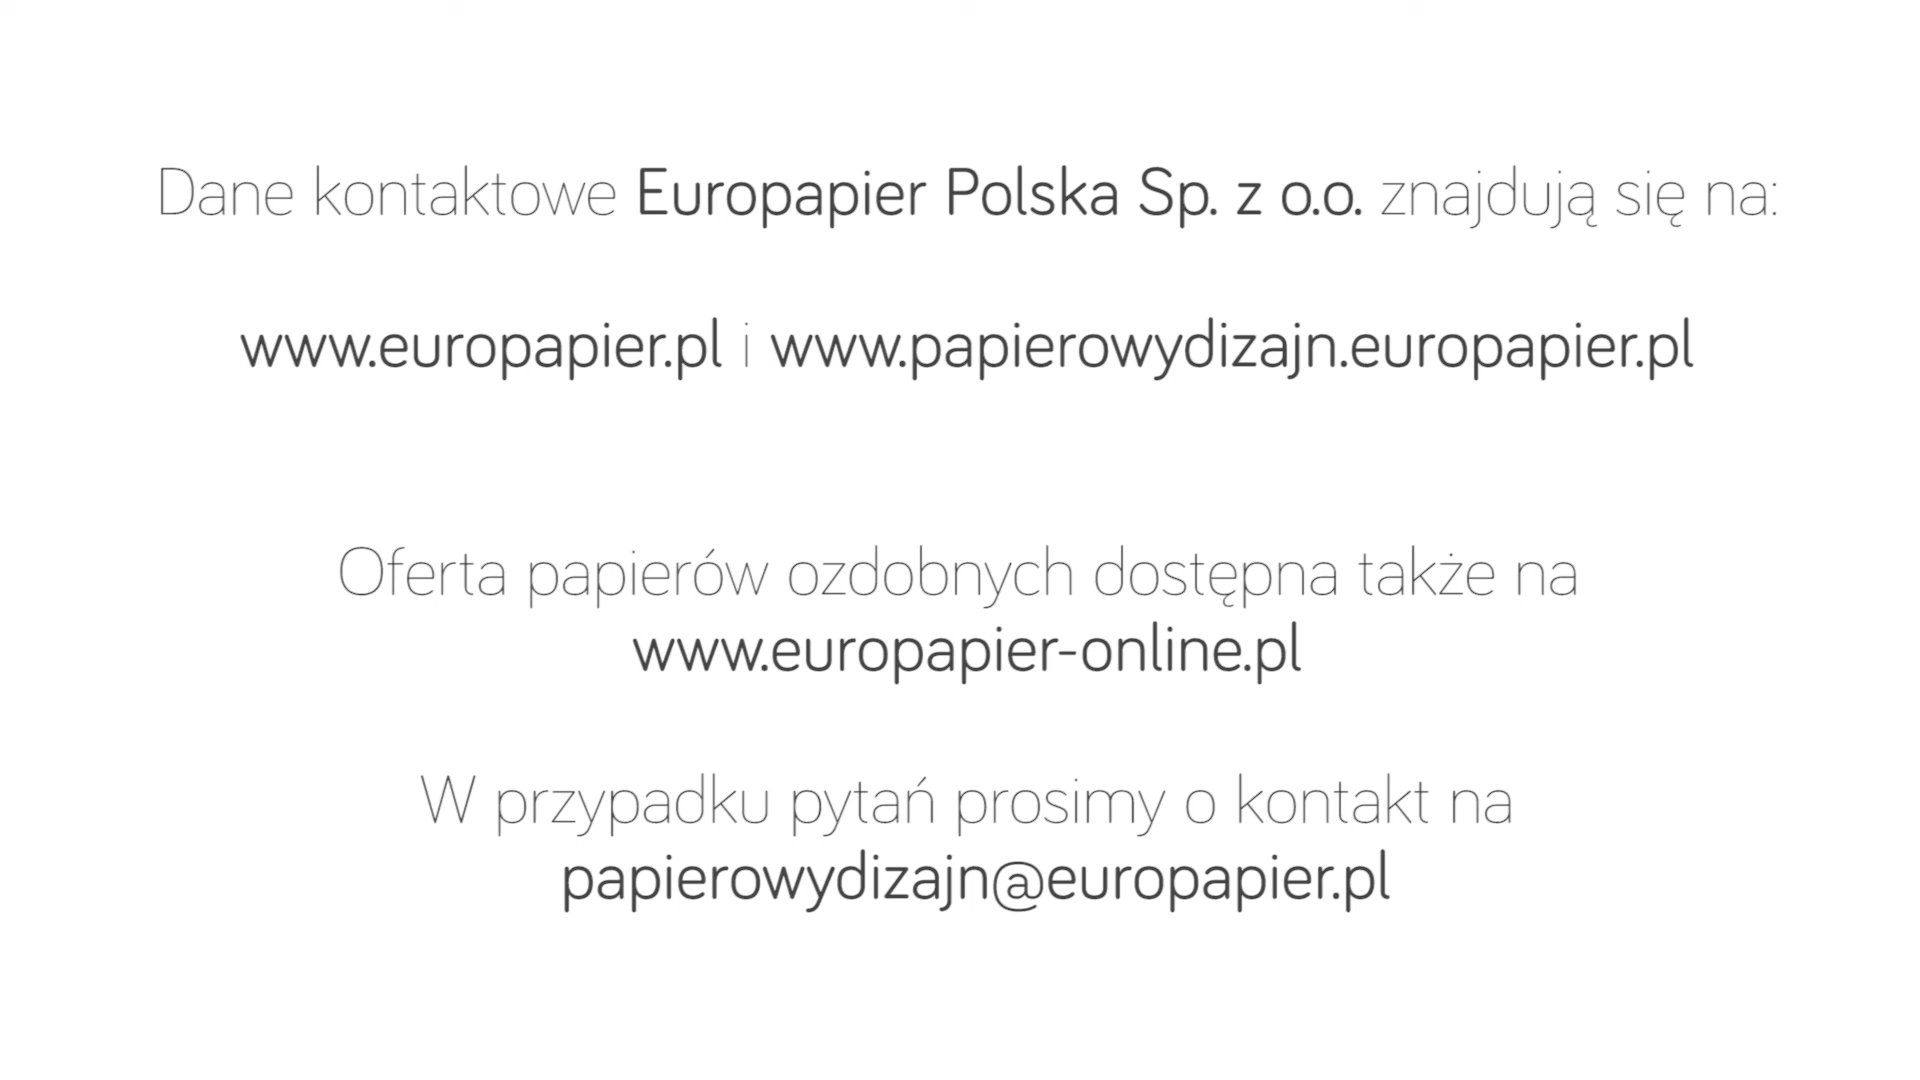 Dane kontaktowe Europapier Polska Sp. z o.o. znajdują się na:
www.europapier.pl i www.papierowydizajn.europapier.pl
Oferta papierów ozdobnych dostępna także na
www.europapier-online.pl
W przypadku pytań prosimy o kontakt na
papierowydizajn@europapier.pl